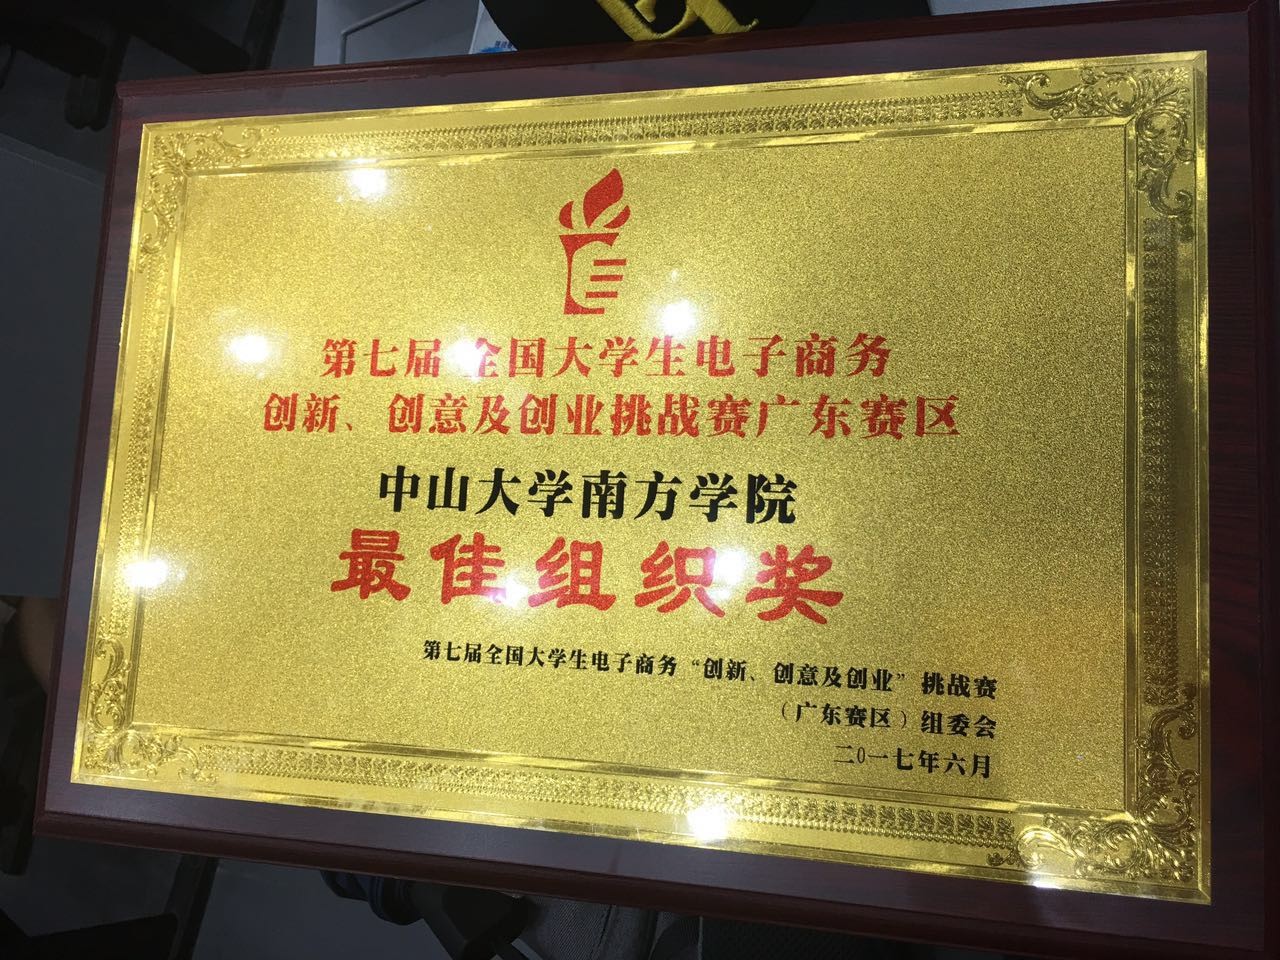 第七届 全国大学生电子商务
创新、创意及创业挑战赛广东赛区
中山大学南方学院
最佳组织奖
第七届全国大学生电子商务“创新、创意及创业”挑战赛
（广东赛区）组委会
二0一七年六月